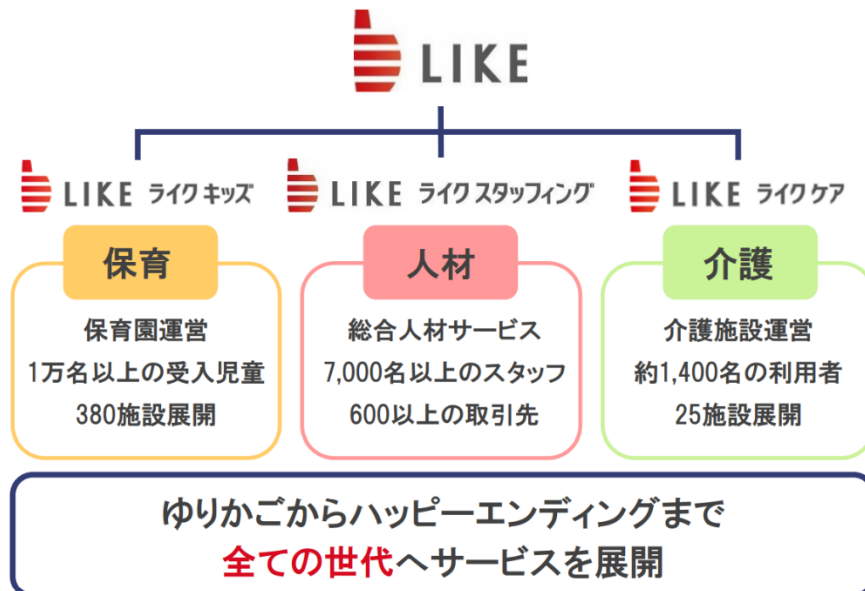 LIKE
LIKE ライクキッズ
LIKE ライクスタッフィング
LIKE ライクケア
保育
保育園運営
1万名以上の受入児童
380施設展開
人材
総合人材サービス
7,000名以上のスタッフ
600以上の取引先
介護
介護施設運営
約1,400名の利用者
25施設展開
ゆりかごからハッピーエンディングまで
全ての世代へサービスを展開